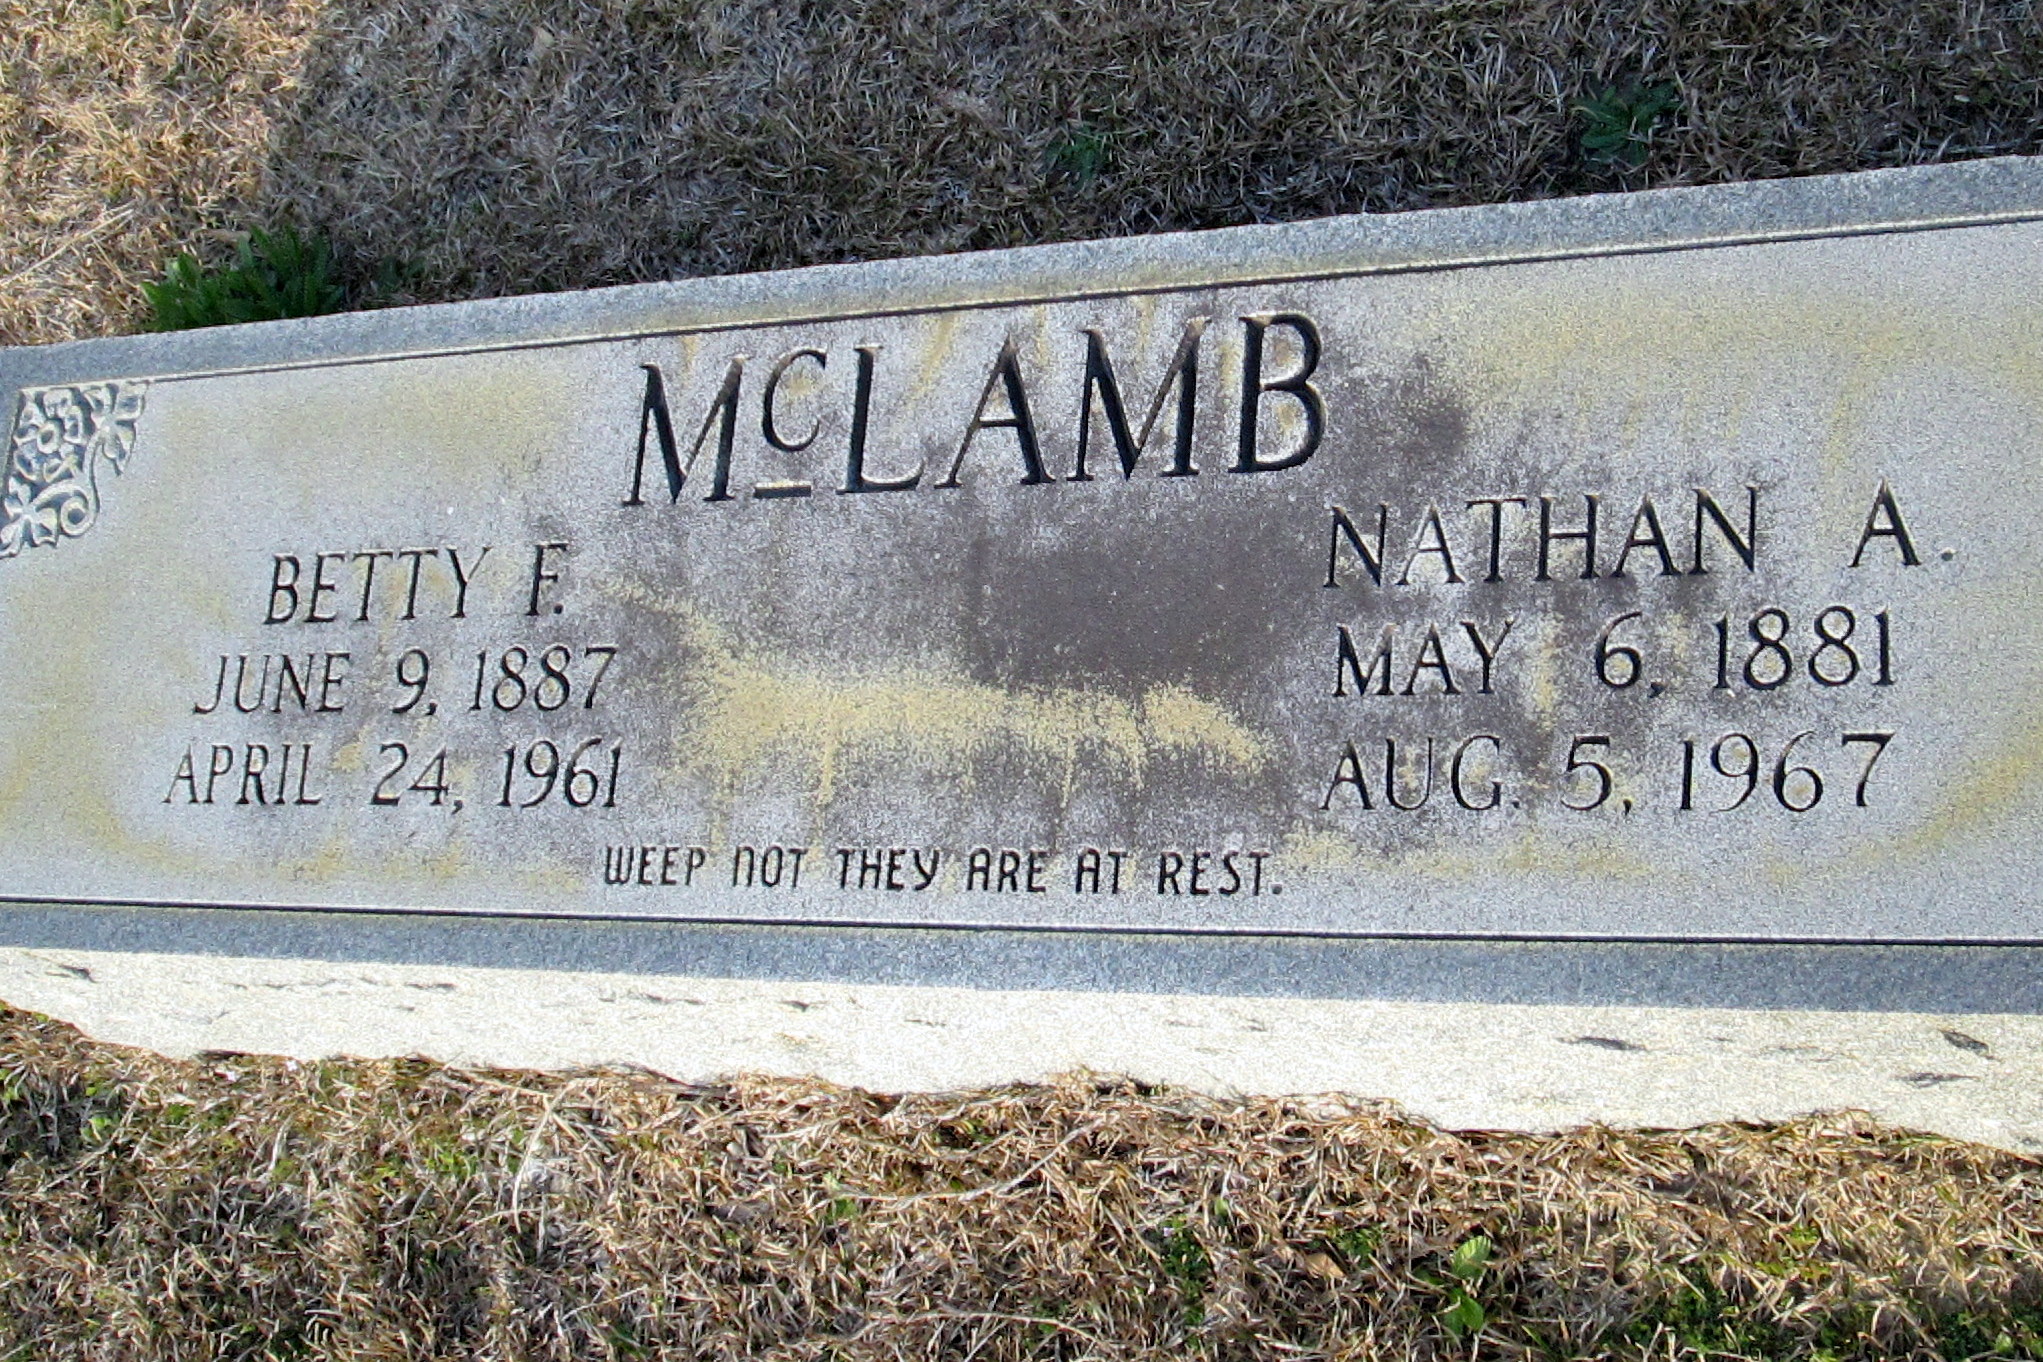 McLAMB
BETTY F.
JUNE 9, 1887
APRIL 24, 1961
NATHAN A.
MAY 6, 1881
AUG. 5, 1967
WEEP NOT THEY ARE AT REST.